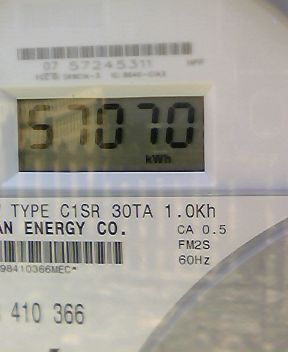 07 57245311
57070
kWh
TYPE C1SR 30TA 1.0Kh
AN ENERGY CO. CA 0.5
FM2S
98410366MEC* 60Hz
410 366